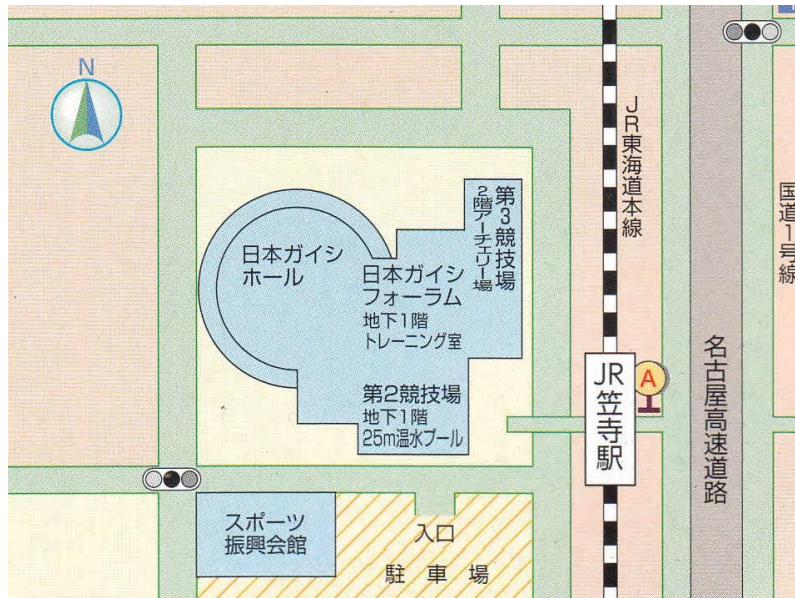 N
JR東海道本線
国道1号線
第3競技場
2階アーチェリー場
日本ガイシ
ホール
日本ガイシ
フォーラム
地下1階
トレーニング室
名古屋高速道路
JR笠寺駅
A
第2競技場
地下1階
25m温水プール
スポーツ
振興会館
入口
駐車場